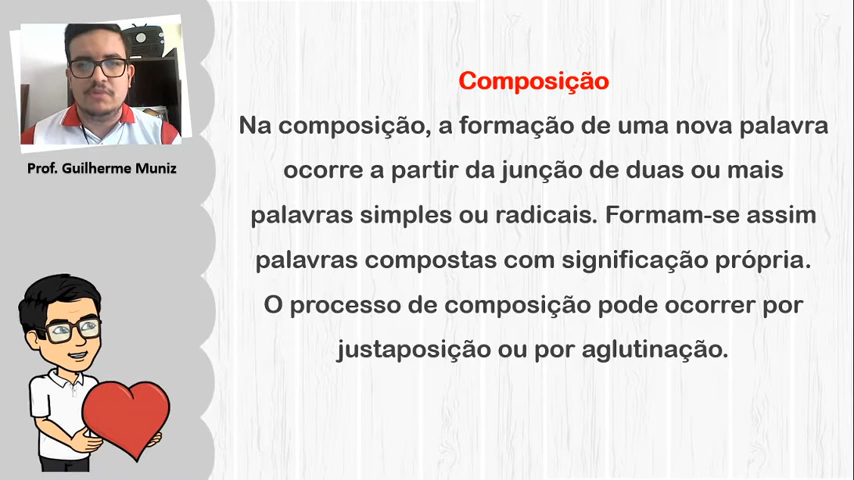 Prof. Guilherme Muniz
Composição
Na composição, a formação de uma nova palavra
ocorre a partir da junção de duas ou mais
palavras simples ou radicais. Formam-se assim
palavras compostas com significação própria.
O processo de composição pode ocorrer por
justaposição ou por aglutinação.